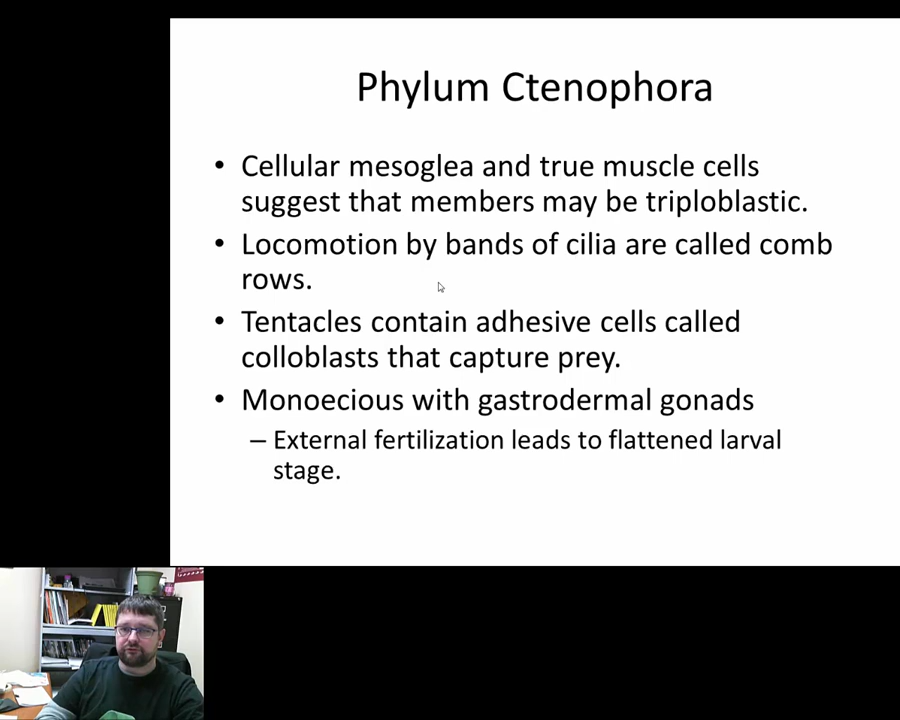 Phylum Ctenophora
• Cellular mesoglea and true muscle cells
suggest that members may be triploblastic.
• Locomotion by bands of cilia are called comb
rows.
• Tentacles contain adhesive cells called
colloblasts that capture prey.
• Monoecious with gastrodermal gonads
– External fertilization leads to flattened larval
stage.